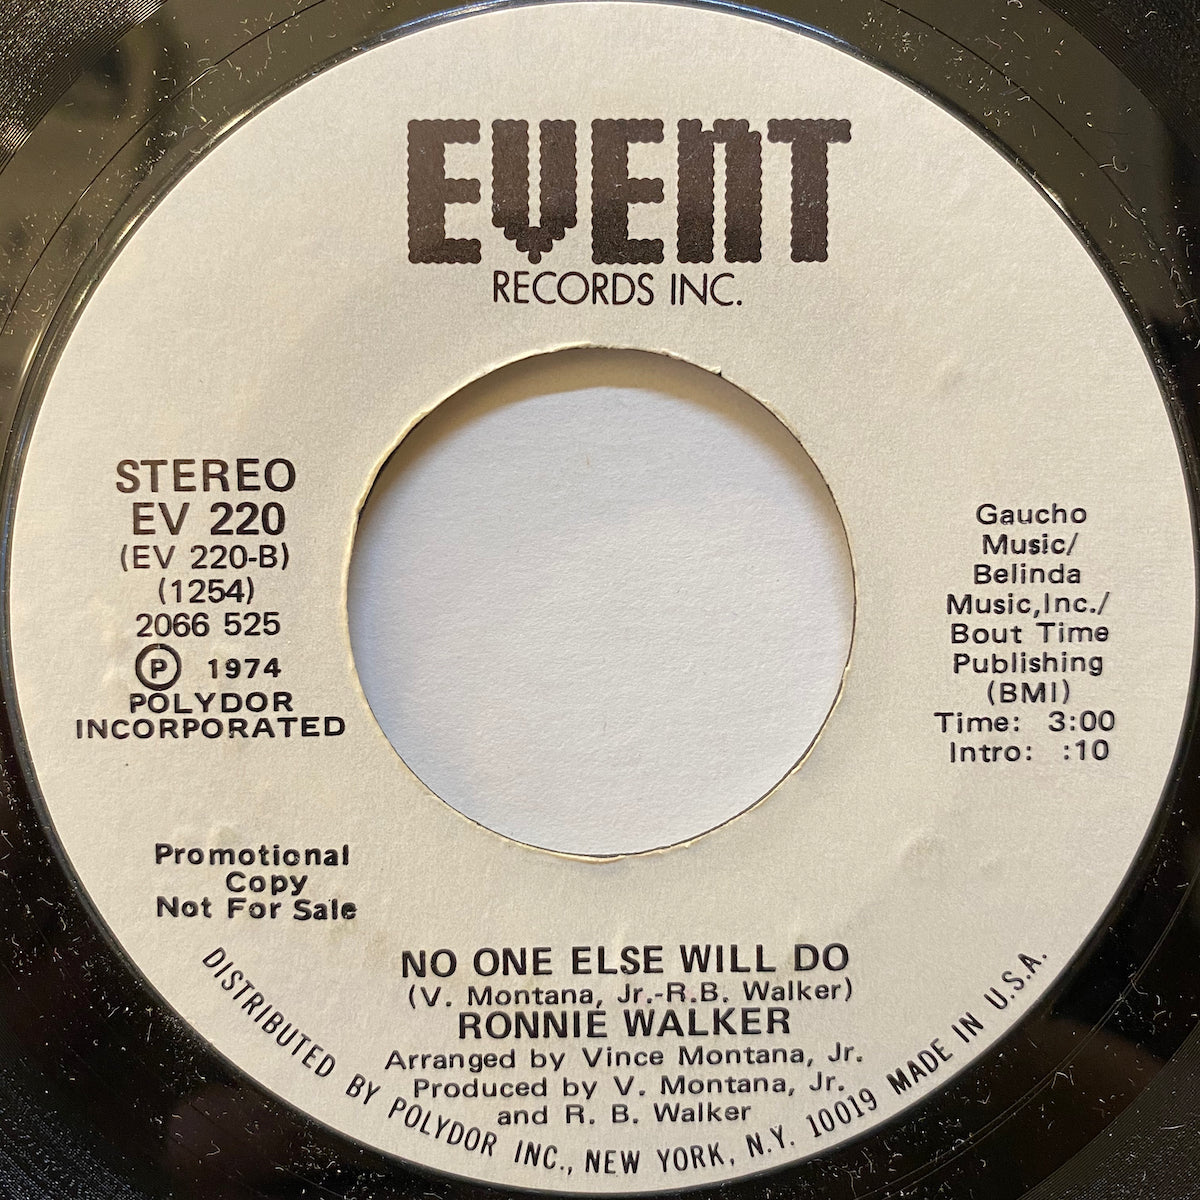 EVENT
RECORDS INC.
STEREO
EV 220
(EV 220-B)
(1254)
2066 525
Ⓟ 1974
POLYDOR
INCORPORATED
Gaucho
Music/
Belinda
Music,Inc./
Bout Time
Publishing
(BMI)
Time: 3:00
Intro: :10
Promotional
Copy
Not For Sale
NO ONE ELSE WILL DO
(V. Montana, Jr.-R.B. Walker)
RONNIE WALKER
Arranged by Vince Montana, Jr.
Produced by V. Montana, Jr.
and R. B. Walker
DISTRIBUTED BY POLYDOR INC., NEW YORK, N.Y. 10019 MADE IN U.S.A.